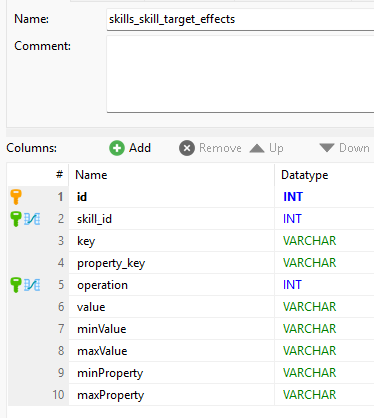 Name: skills_skill_target_effects
Comment:
Columns: Add Remove Up Down
# Name Datatype
1 id INT
2 skill_id INT
3 key VARCHAR
4 property_key VARCHAR
5 operation INT
6 value VARCHAR
7 minValue VARCHAR
8 maxValue VARCHAR
9 minProperty VARCHAR
10 maxProperty VARCHAR